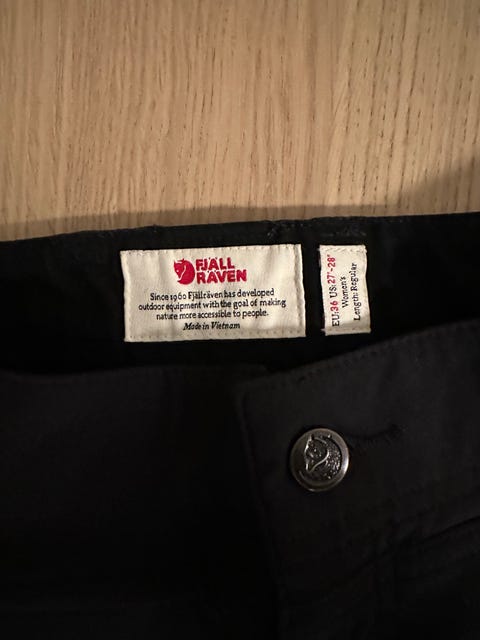 FJÄLL
RÄVEN
Since 1960 Fjällräven has developed
outdoor equipment with the goal of making
nature more accessible to people.
Made in Vietnam
EU:36 US:27"-28"
Women's
Length: Regular